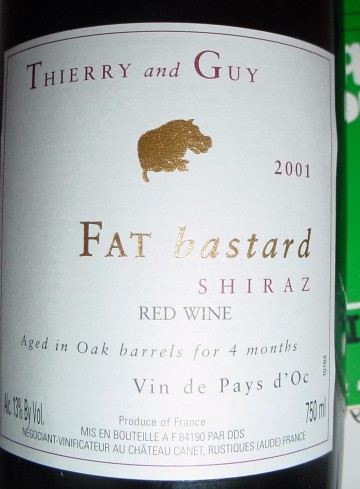 THIERRY and GUY
2001
FAT bastard
SHIRAZ
RED WINE
Aged in Oak barrels for 4 months
10784
Vin de Pays d'Oc
Alc. 13% By Vol.
Produce of France
750 ml
MIS EN BOUTEILLE A F 84190 PAR DDS
NÉGOCIANT-VINIFICATEUR AU CHÂTEAU CANET, RUSTIQUES (AUDE) FRANCE